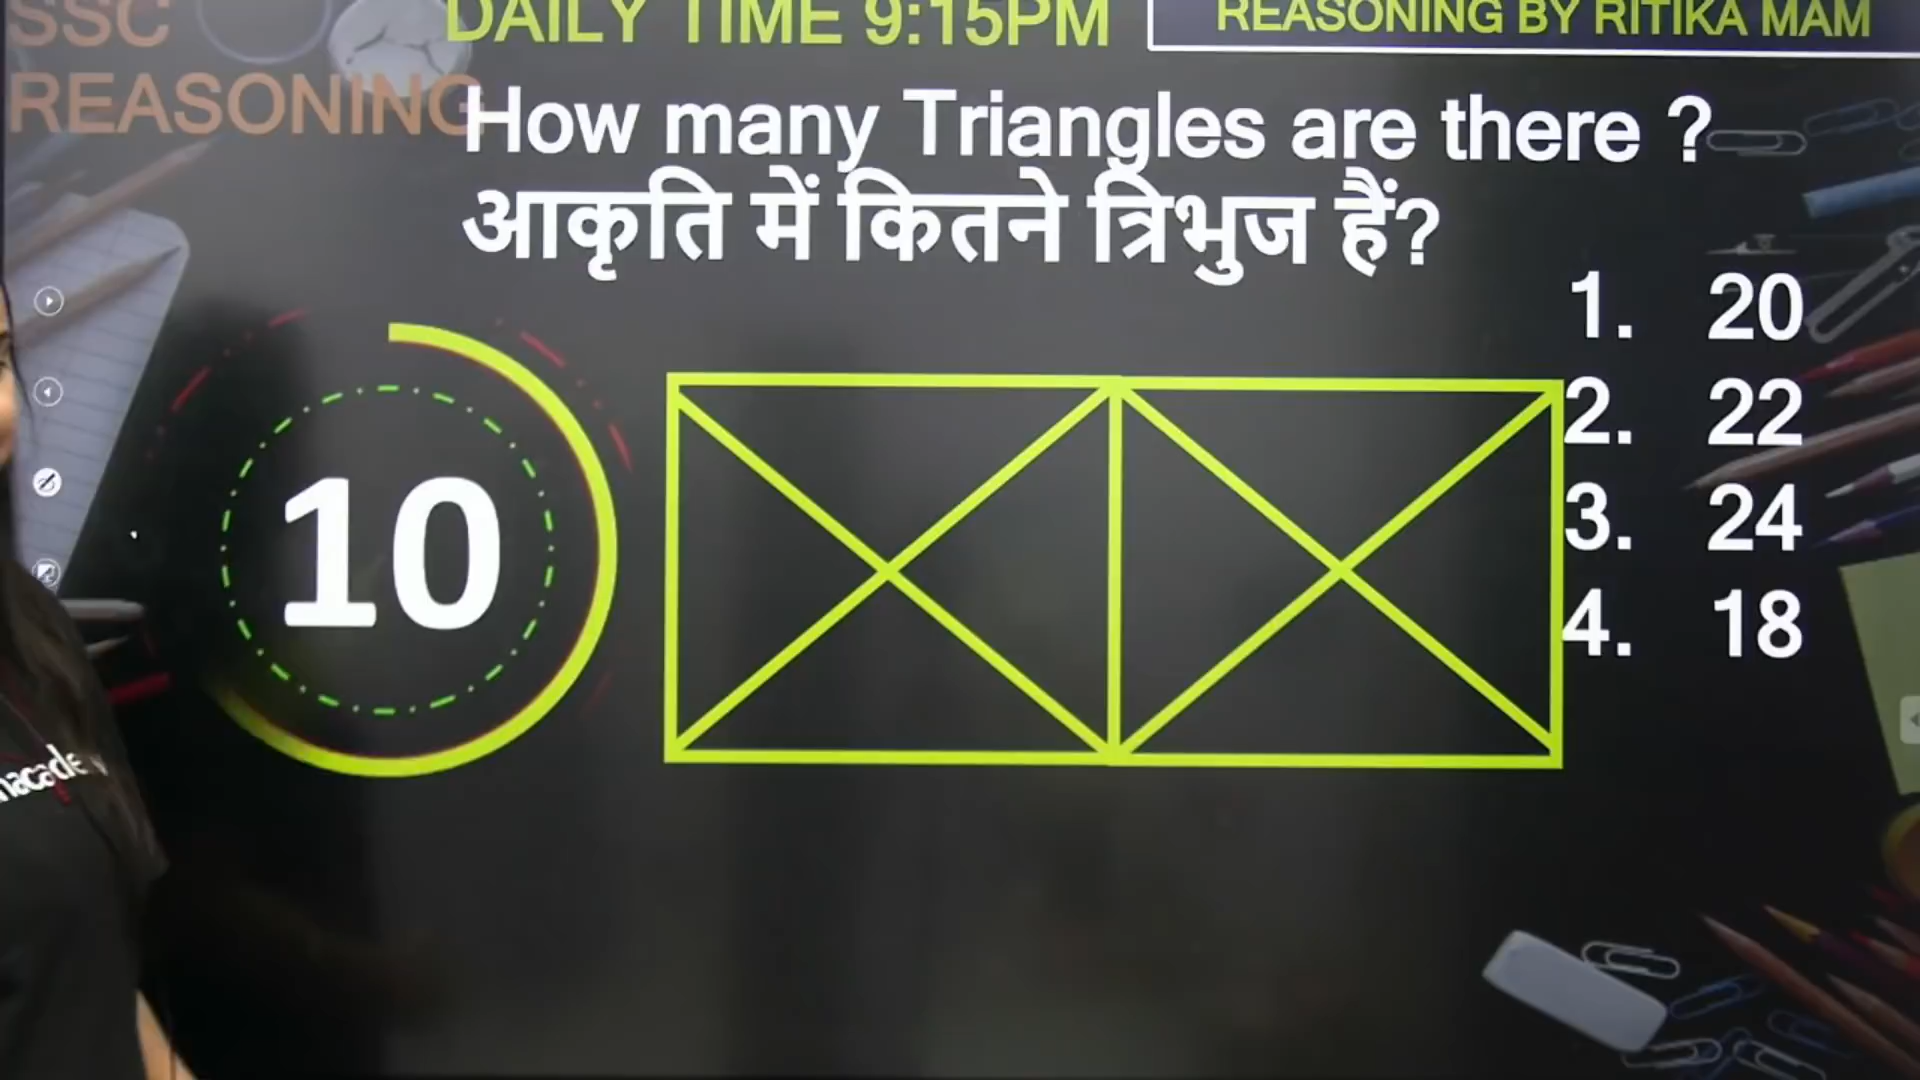 SSC
REASONING
DAILY TIME 9:15PM
REASONING BY RITIKA MAM
How many Triangles are there ?
आकृति में कितने त्रिभुज हैं?
10
1. 20
2. 22
3. 24
4. 18